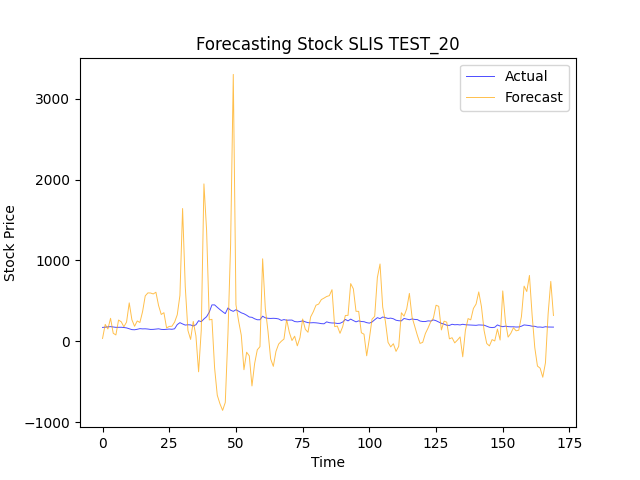 Forecasting Stock SLIS TEST_20
Actual
Forecast
Stock Price
3000
2000
1000
0
−1000
0 25 50 75 100 125 150 175
Time